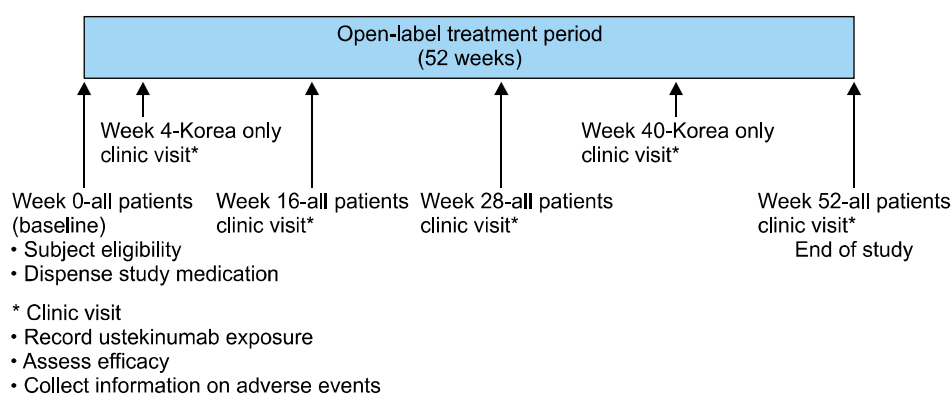 Open-label treatment period
(52 weeks)
Week 4-Korea only
clinic visit*
Week 40-Korea only
clinic visit*
Week 0-all patients
(baseline)
• Subject eligibility
• Dispense study medication
Week 16-all patients
clinic visit*
Week 28-all patients
clinic visit*
Week 52-all patients
clinic visit*
End of study
* Clinic visit
• Record ustekinumab exposure
• Assess efficacy
• Collect information on adverse events